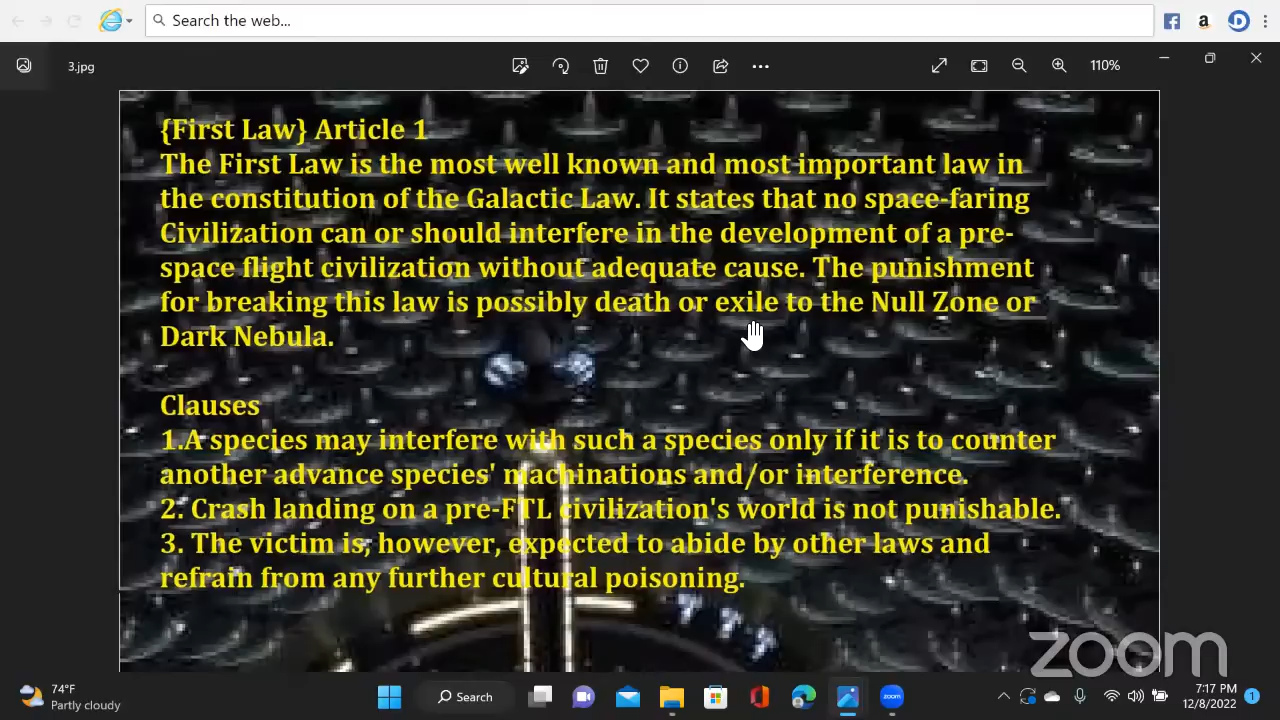 Search the web...
3.jpg
110%
{First Law} Article 1
The First Law is the most well known and most important law in
the constitution of the Galactic Law. It states that no space-faring
Civilization can or should interfere in the development of a pre-
space flight civilization without adequate cause. The punishment
for breaking this law is possibly death or exile to the Null Zone or
Dark Nebula.
Clauses
1.A species may interfere with such a species only if it is to counter
another advance species' machinations and/or interference.
2. Crash landing on a pre-FTL civilization's world is not punishable.
3. The victim is, however, expected to abide by other laws and
refrain from any further cultural poisoning.
zoom
74°F
Partly cloudy
Search
zoom
7:17 PM
12/8/2022
1